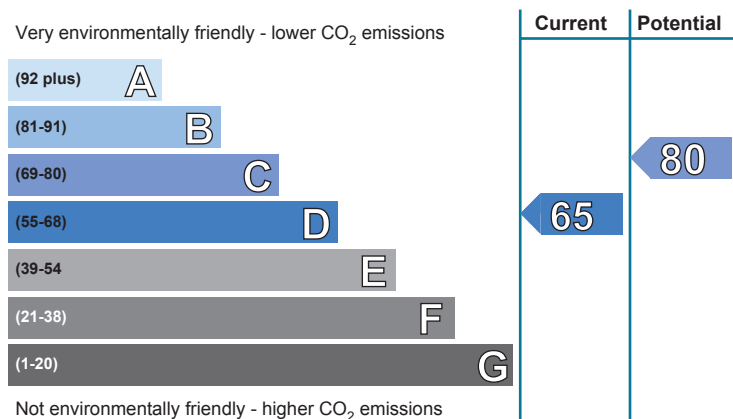 Very environmentally friendly - lower CO2 emissions
Current
Potential
(92 plus) A
(81-91) B
(69-80) C
80
(55-68) D
65
(39-54 E
(21-38) F
(1-20) G
Not environmentally friendly - higher CO2 emissions